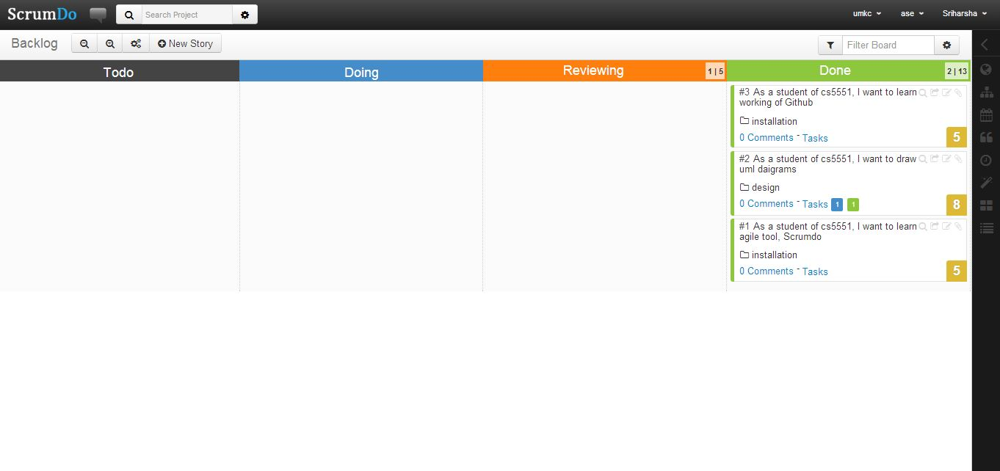 ScrumDo
Search Project
umkc
ase
Sriharsha
Backlog
New Story
Filter Board
Todo
Doing
Reviewing
1 | 5
Done
2 | 13
#3 As a student of cs5551, I want to learn
working of Github
installation
0 Comments - Tasks
5
#2 As a student of cs5551, I want to draw
uml daigrams
design
0 Comments - Tasks 1 1
8
#1 As a student of cs5551, I want to learn
agile tool, Scrumdo
installation
0 Comments - Tasks
5